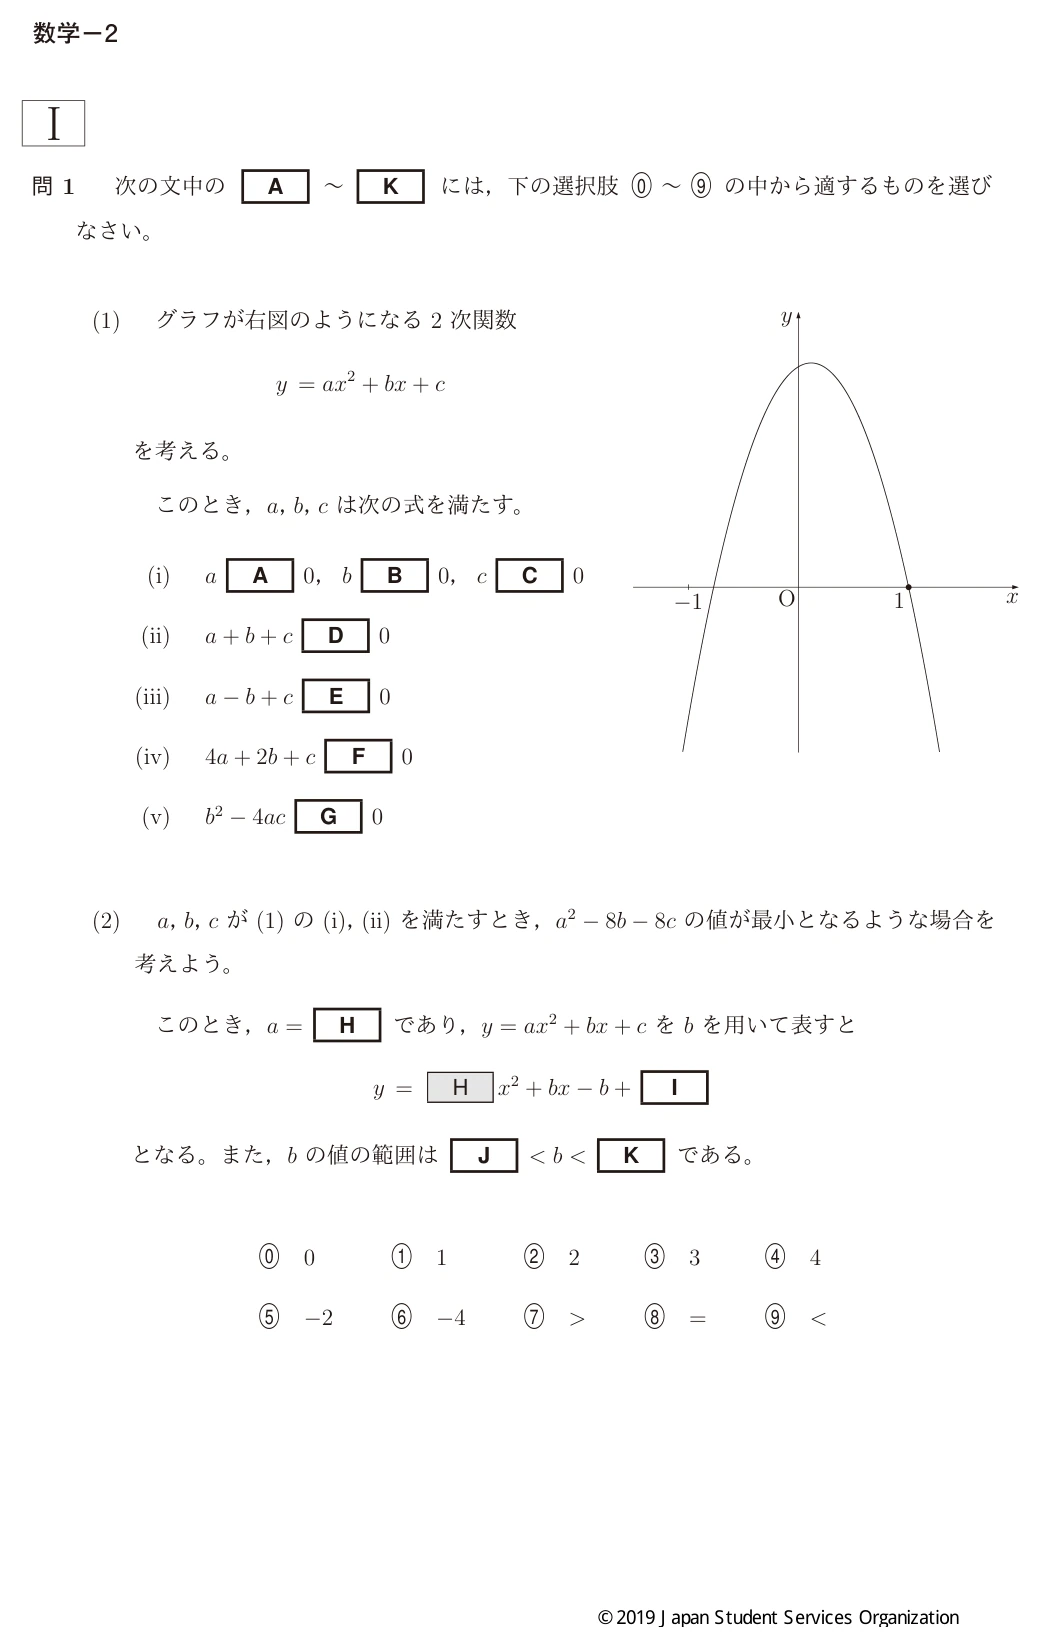 数学－2
I
問 1 次の文中の A ～ K には，下の選択肢 ⓪ ～ ⑨ の中から適するものを選び
なさい。
(1) グラフが右図のようになる 2 次関数
y = ax² + bx + c
を考える。
このとき，a, b, c は次の式を満たす。
(i) a A 0, b B 0, c C 0
(ii) a + b + c D 0
(iii) a − b + c E 0
(iv) 4a + 2b + c F 0
(v) b² − 4ac G 0
y
−1
O
1
x
(2) a, b, c が (1) の (i), (ii) を満たすとき，a² − 8b − 8c の値が最小となるような場合を
考えよう。
このとき，a = H であり，y = ax² + bx + c を b を用いて表すと
y = H x² + bx − b + I
となる。また，b の値の範囲は J < b < K である。
⓪ 0 ① 1 ② 2 ③ 3 ④ 4
⑤ −2 ⑥ −4 ⑦ > ⑧ = ⑨ <
© 2019 Japan Student Services Organization